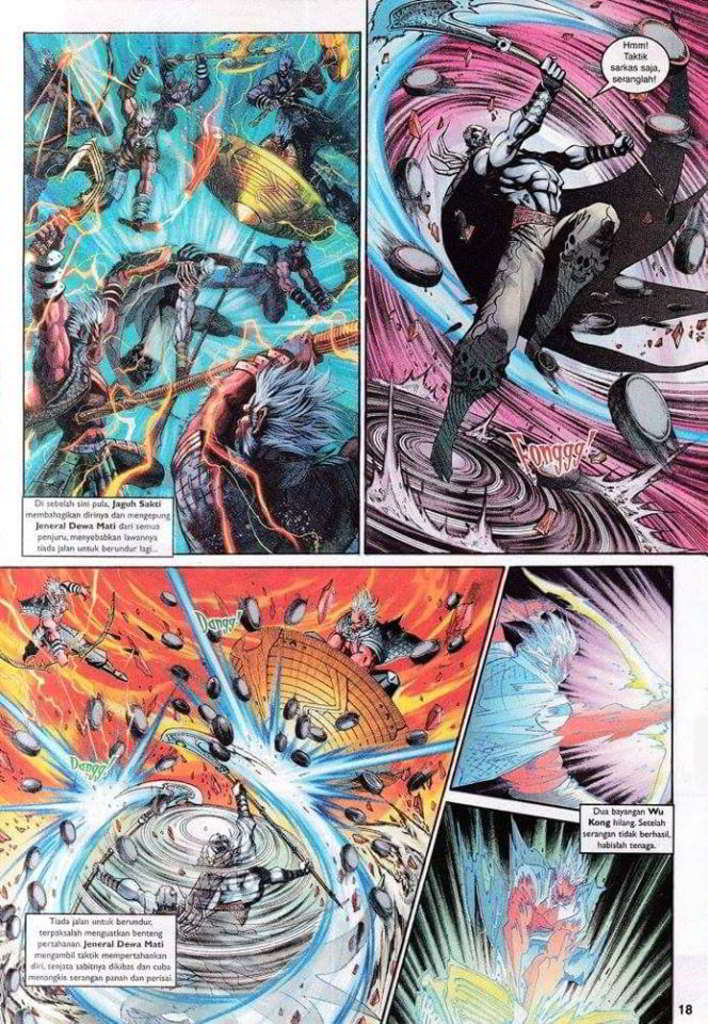 Hmm!
Taktik
sarkas saja,
seranglah!
Fonggg!
Di sebelah sini pula, Jaguh Sakti
membahagikan dirinya dan mengepung
Jeneral Dewa Mati dari semua
penjuru, menyebabkan lawannya
tiada jalan untuk berundur lagi...
Dangg!
Dangg!
Dua bayangan Wu
Kong hilang. Setelah
serangan tidak berhasil,
habislah tenaga.
Tiada jalan untuk berundur,
terpaksalah menguatkan benteng
pertahanan. Jeneral Dewa Mati
mengambil taktik mempertahankan
diri, senjata sabitnya dikibas dan cuba
menangkis serangan panah dan perisai.
18